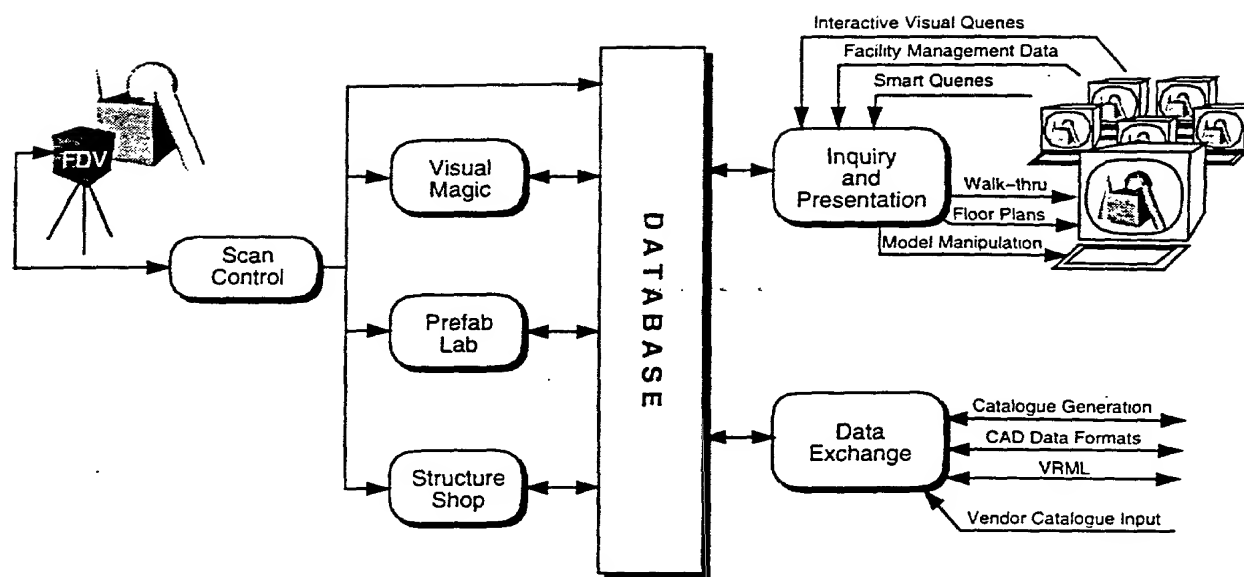 Interactive Visual Quenes
Facility Management Data
Smart Quenes
FDV
Visual
Magic
Inquiry
and
Presentation
Walk-thru
Floor Plans
Model Manipulation
Scan
Control
DATABASE
Prefab
Lab
Catalogue Generation
Data
Exchange
CAD Data Formats
VRML
Structure
Shop
Vendor Catalogue Input